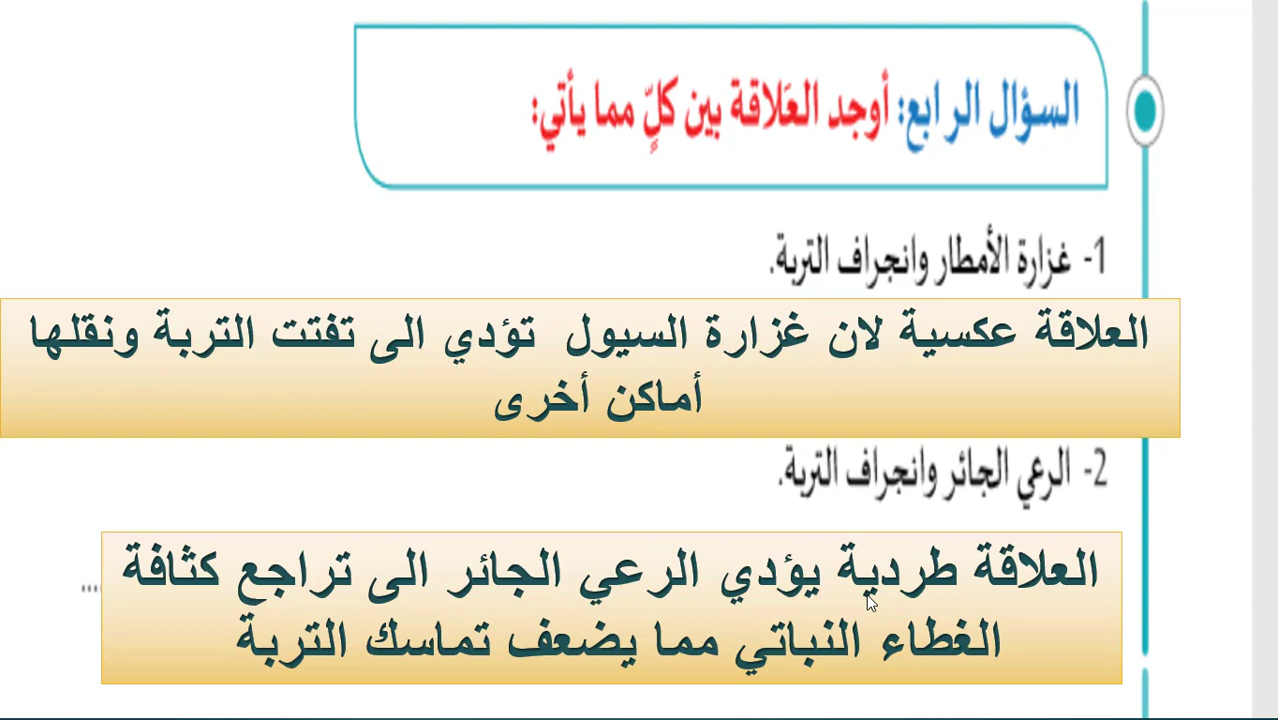 السؤال الرابع: أوجد العَلاقة بين كلٍّ مما يأتي:
1- غزارة الأمطار وانجراف التربة.
العلاقة عكسية لان غزارة السيول تؤدي الى تفتت التربة ونقلها
أماكن أخرى
2- الرعي الجائر وانجراف التربة.
العلاقة طردية يؤدي الرعي الجائر الى تراجع كثافة
الغطاء النباتي مما يضعف تماسك التربة